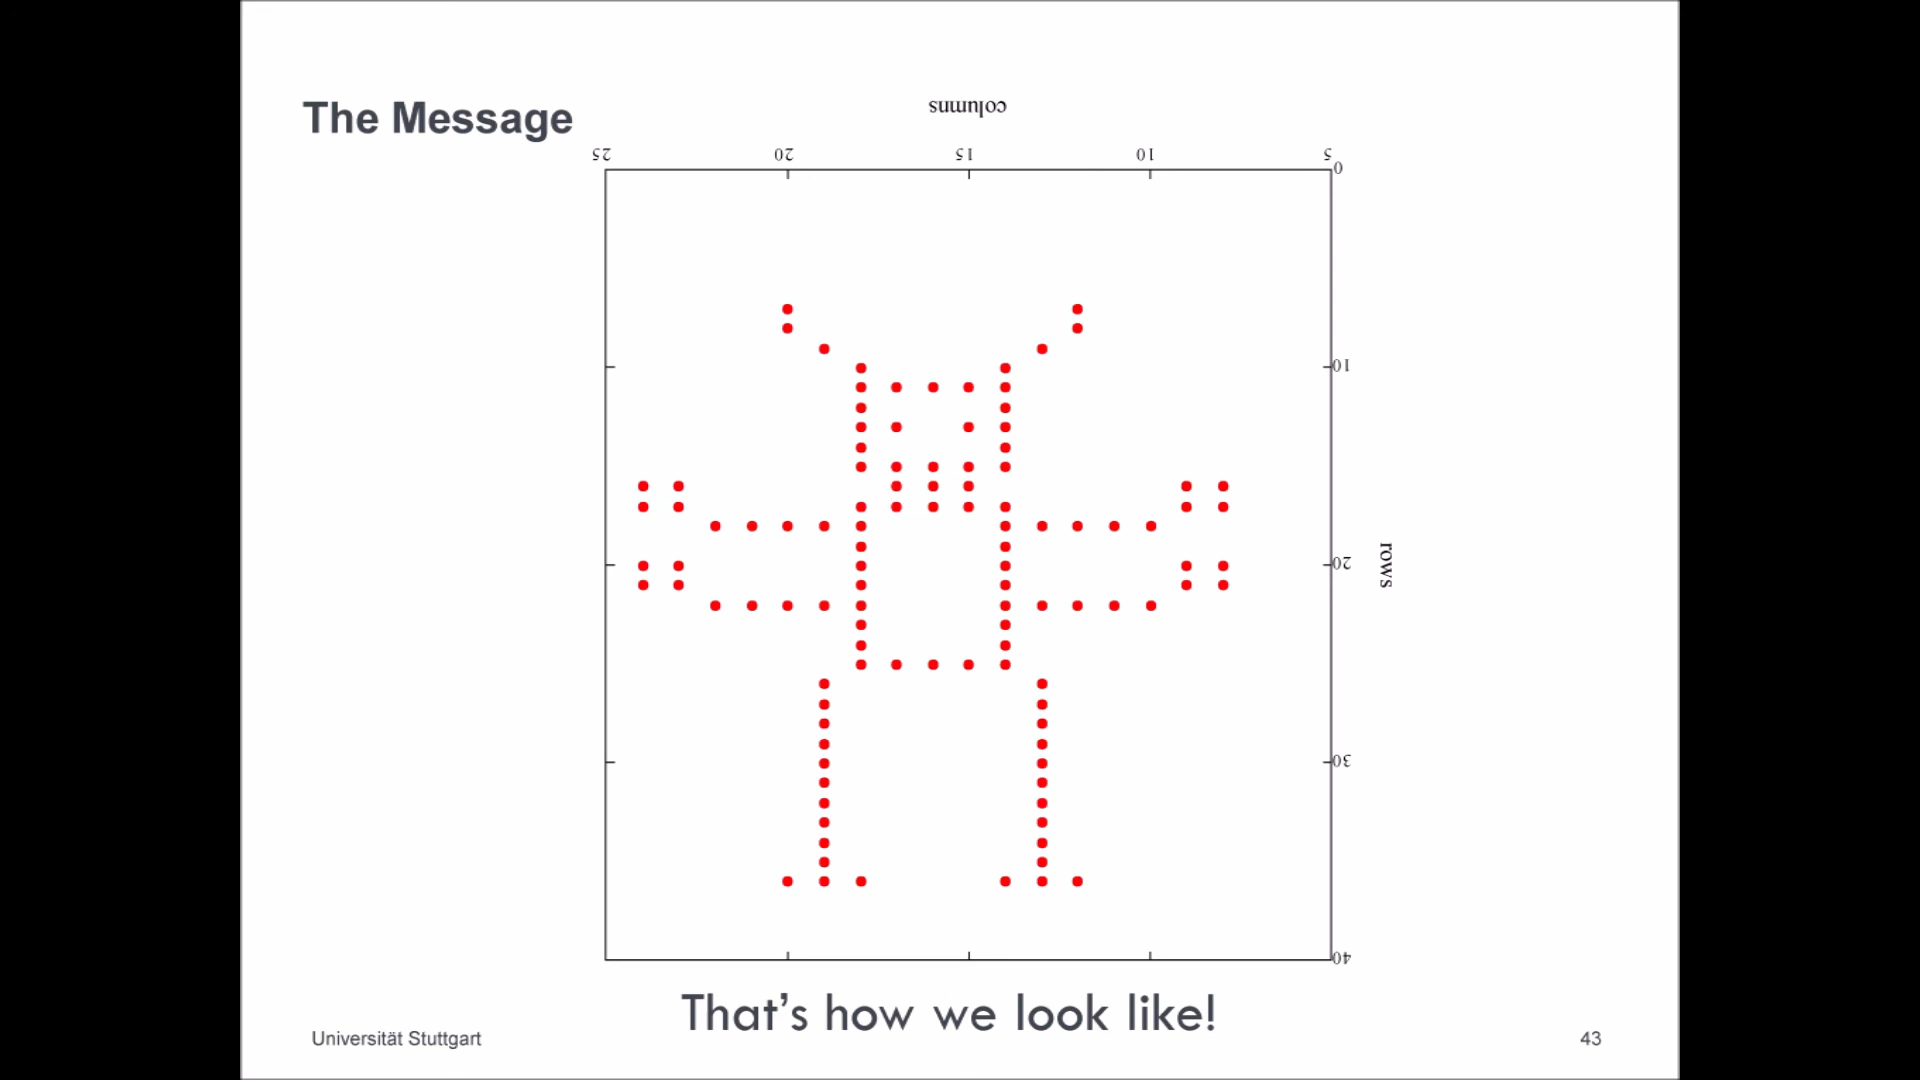 The Message
columns
25 20 15 10 5
0
10
20
rows
30
40
That's how we look like!
Universität Stuttgart
43